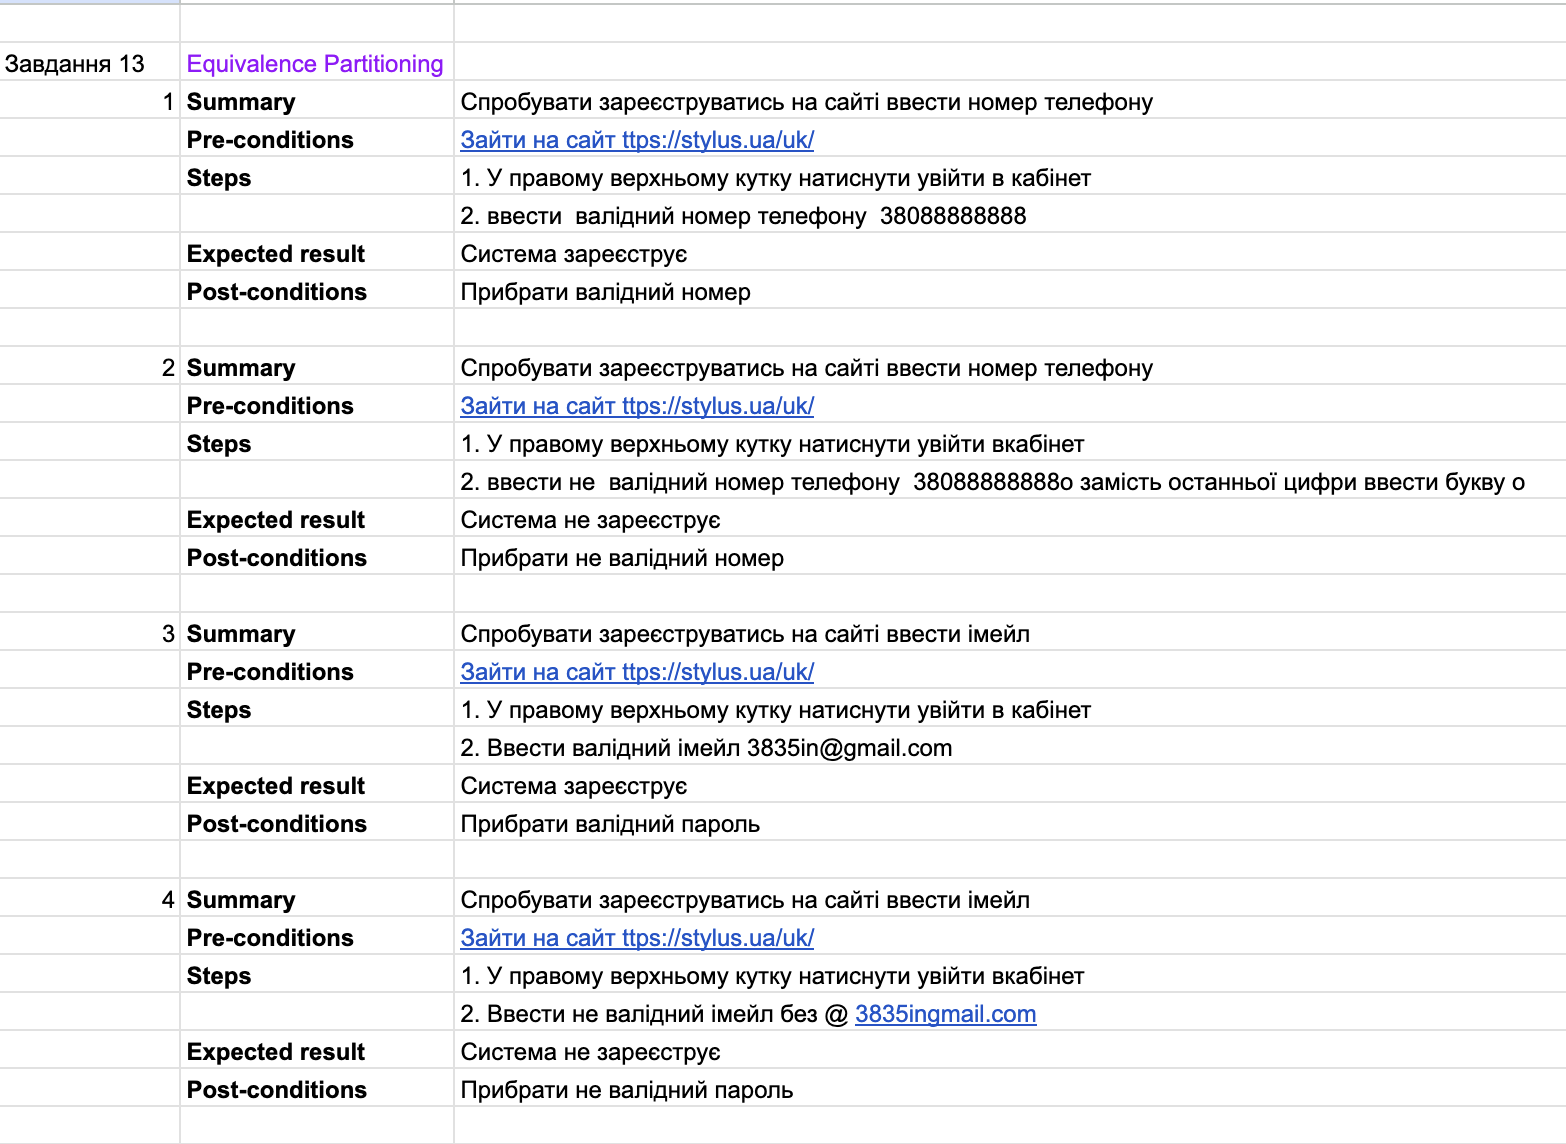 Завдання 13 Equivalence Partitioning
1 Summary Спробувати зареєструватись на сайті ввести номер телефону
Pre-conditions Зайти на сайт ttps://stylus.ua/uk/
Steps 1. У правому верхньому кутку натиснути увійти в кабінет
2. ввести  валідний номер телефону  38088888888
Expected result Система зареєструє
Post-conditions Прибрати валідний номер
2 Summary Спробувати зареєструватись на сайті ввести номер телефону
Pre-conditions Зайти на сайт ttps://stylus.ua/uk/
Steps 1. У правому верхньому кутку натиснути увійти вкабінет
2. ввести не  валідний номер телефону  38088888888о замість останньої цифри ввести букву о
Expected result Система не зареєструє
Post-conditions Прибрати не валідний номер
3 Summary Спробувати зареєструватись на сайті ввести імейл
Pre-conditions Зайти на сайт ttps://stylus.ua/uk/
Steps 1. У правому верхньому кутку натиснути увійти в кабінет
2. Ввести валідний імейл 3835in@gmail.com
Expected result Система зареєструє
Post-conditions Прибрати валідний пароль
4 Summary Спробувати зареєструватись на сайті ввести імейл
Pre-conditions Зайти на сайт ttps://stylus.ua/uk/
Steps 1. У правому верхньому кутку натиснути увійти вкабінет
2. Ввести не валідний імейл без @ 3835ingmail.com
Expected result Система не зареєструє
Post-conditions Прибрати не валідний пароль